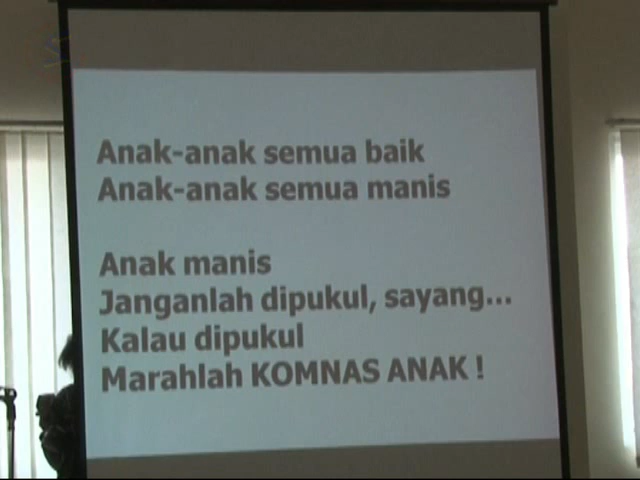 Anak-anak semua baik
Anak-anak semua manis
Anak manis
Janganlah dipukul, sayang...
Kalau dipukul
Marahlah KOMNAS ANAK !